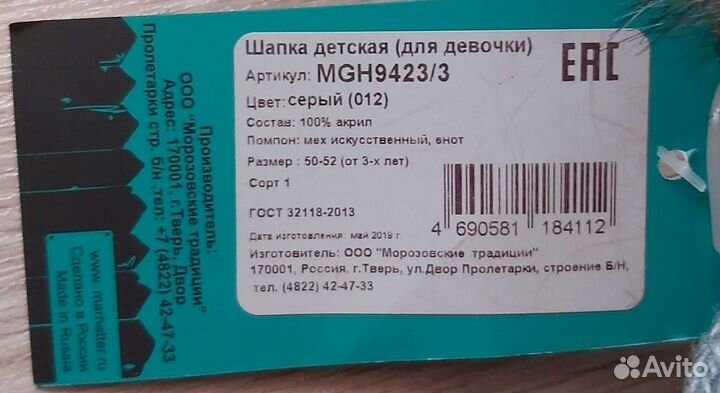 Шапка детская (для девочки)
Артикул: MGH9423/3
Цвет: серый (012)
Состав: 100% акрил
Помпон: мех искусственный, енот
Размер : 50-52 (от 3-х лет)
Сорт 1
ГОСТ 32118-2013
Дата изготовления: май 2019 г.
Изготовитель: ООО "Морозовские традиции"
170001, Россия, г.Тверь, ул.Двор Пролетарки, строение Б/Н,
тел. (4822) 42-47-33
EAC
4 690581 184112
Производитель:
ООО "Морозовские традиции"
Адрес: 170001, г.Тверь, Двор
Пролетарки стр. б/н ,тел: +7 (4822) 42-47-33
www. marhatter.ru
Сделано в России
Made in Russia
Avito